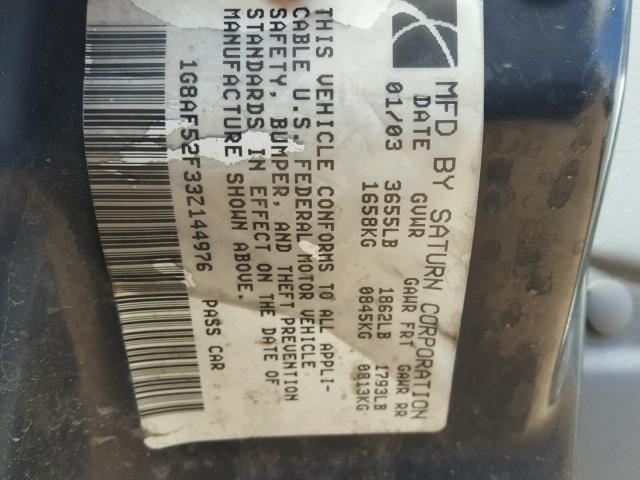 MFD BY SATURN CORPORATION
DATE GVWR GAWR FRT GAWR RR
01/03 3655LB 1862LB 1793LB
1658KG 0845KG 0813KG
THIS VEHICLE CONFORMS TO ALL APPLI-
CABLE U.S. FEDERAL MOTOR VEHICLE
SAFETY, BUMPER, AND THEFT PREVENTION
STANDARDS IN EFFECT ON THE DATE OF
MANUFACTURE SHOWN ABOVE.
1G8AF52F33Z144976 PASS CAR